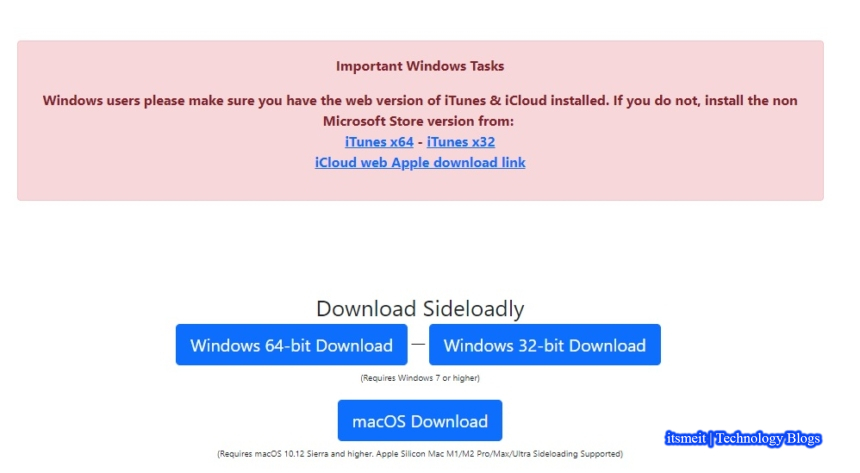 Important Windows Tasks
Windows users please make sure you have the web version of iTunes & iCloud installed. If you do not, install the non
Microsoft Store version from:
iTunes x64 - iTunes x32
iCloud web Apple download link
Download Sideloadly
Windows 64-bit Download — Windows 32-bit Download
(Requires Windows 7 or higher)
macOS Download
(Requires macOS 10.12 Sierra and higher. Apple Silicon Mac M1/M2 Pro/Max/Ultra Sideloading Supported)
itsmeit | Technology Blogs